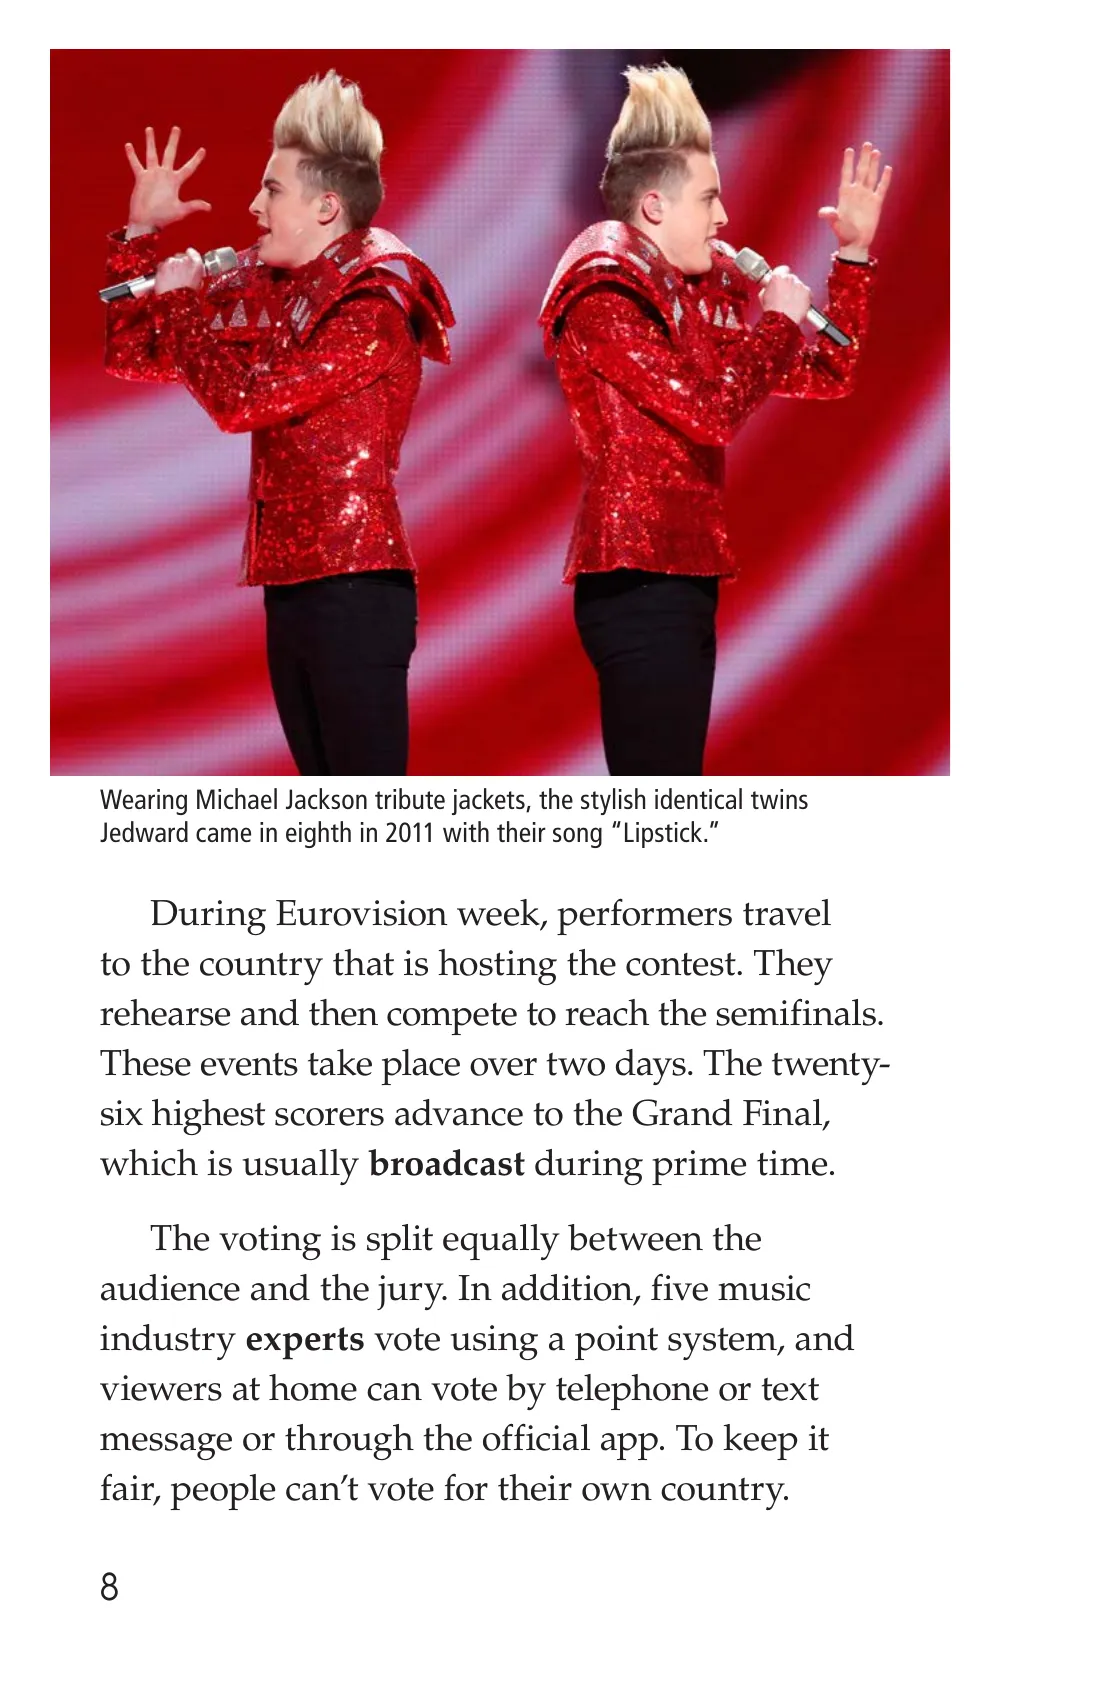 Wearing Michael Jackson tribute jackets, the stylish identical twins
Jedward came in eighth in 2011 with their song “Lipstick.”
During Eurovision week, performers travel
to the country that is hosting the contest. They
rehearse and then compete to reach the semifinals.
These events take place over two days. The twenty-
six highest scorers advance to the Grand Final,
which is usually broadcast during prime time.
The voting is split equally between the
audience and the jury. In addition, five music
industry experts vote using a point system, and
viewers at home can vote by telephone or text
message or through the official app. To keep it
fair, people can’t vote for their own country.
8